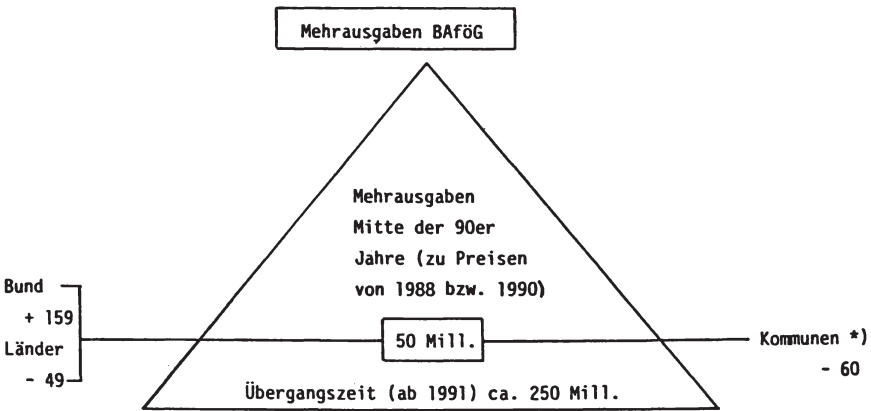 Mehrausgaben BAföG
Mehrausgaben
Mitte der 90er
Jahre (zu Preisen
von 1988 bzw. 1990)
Bund
+ 159
Länder
- 49
50 Mill.
Kommunen *)
- 60
Übergangszeit (ab 1991) ca. 250 Mill.